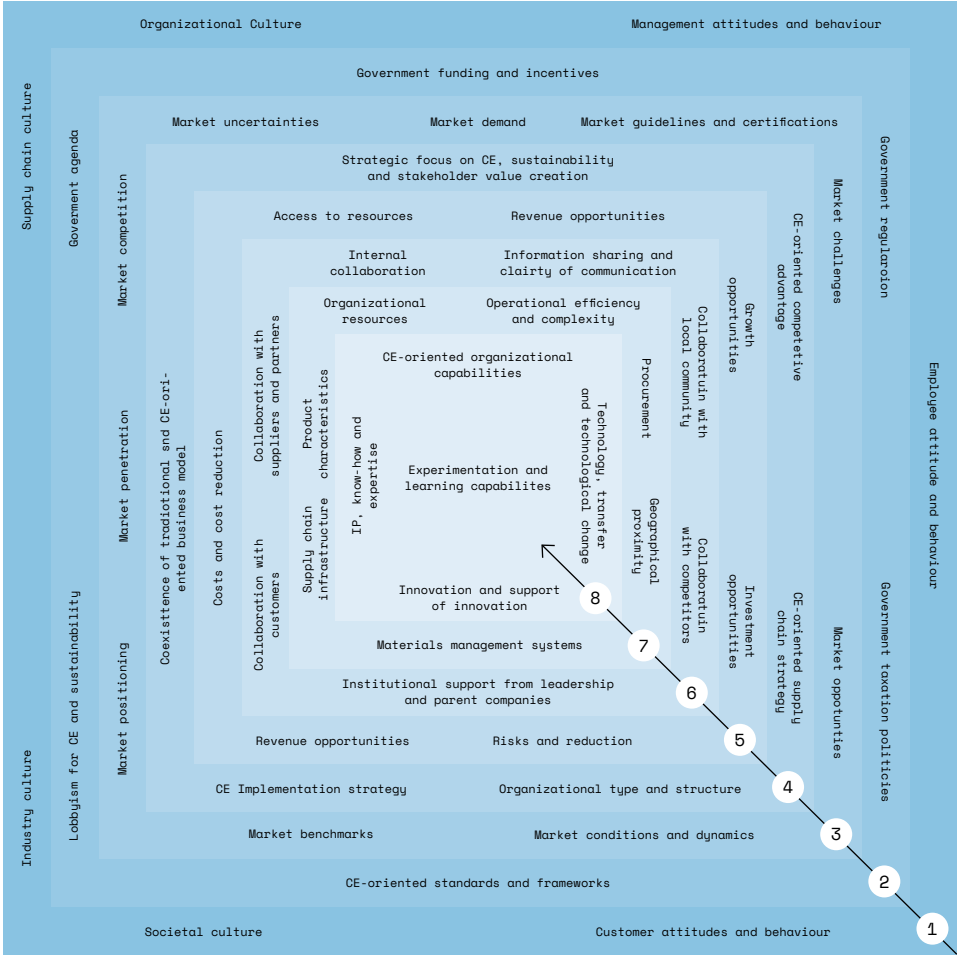 Organizational Culture
Management attitudes and behaviour
Supply chain culture
Industry culture
Employee attitude and behaviour
Societal culture
Customer attitudes and behaviour
1
Government funding and incentives
Goverment agenda
Lobbyism for CE and sustainability
Government regularoion
Government taxation politicies
CE-oriented standards and frameworks
2
Market uncertainties
Market demand
Market guidelines and certifications
Market competition
Market penetration
Market positioning
Market challenges
Market oppotunties
Market benchmarks
Market conditions and dynamics
3
Strategic focus on CE, sustainability
and stakeholder value creation
Coexisttence of tradiotional snd CE-ori-
ented business model
CE-oriented competetive
advantage
CE-oriented supply
chain strategy
CE Implementation strategy
Organizational type and structure
4
Access to resources
Revenue opportunities
Costs and cost reduction
Growth
opportunities
Investment
opportunities
Revenue opportunities
Risks and reduction
5
Internal
collaboration
Information sharing and
clairty of communication
Collaboration with
suppliers and partners
Collaboration with
customers
Collaboratuin with
local community
Collaboratuin
with competitors
Institutional support from leadership
and parent companies
6
Organizational
resources
Operational efficiency
and complexity
Product
characteristics
Supply chain
infrastructure
Procurement
Geographical
proximity
Materials management systems
7
CE-oriented organizational
capabilities
IP, know-how and
expertise
Technology, transfer
and technological change
Experimentation and
learning capabilites
Innovation and support
of innovation
8